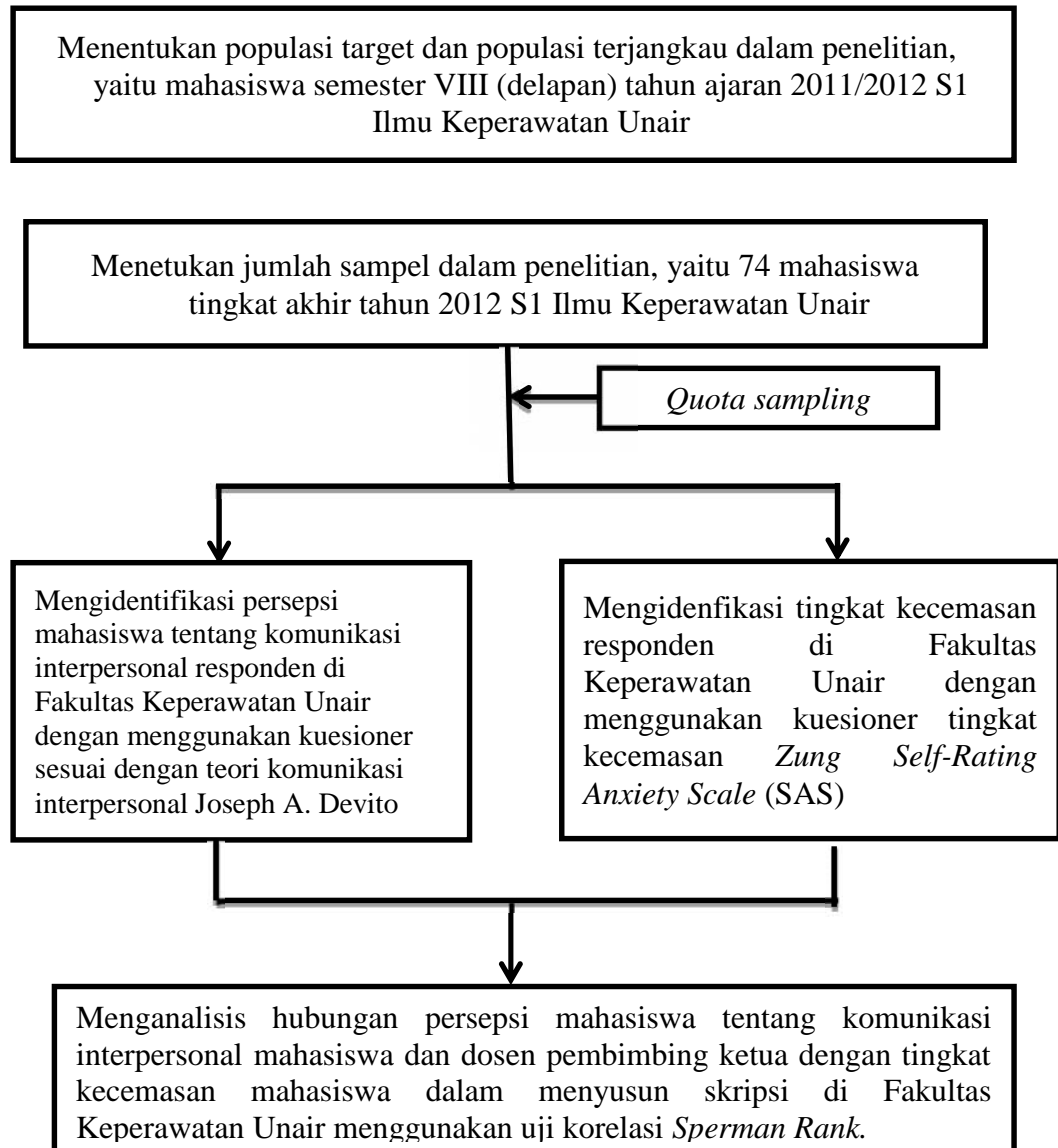 Menentukan populasi target dan populasi terjangkau dalam penelitian,
yaitu mahasiswa semester VIII (delapan) tahun ajaran 2011/2012 S1
Ilmu Keperawatan Unair
Menetukan jumlah sampel dalam penelitian, yaitu 74 mahasiswa
tingkat akhir tahun 2012 S1 Ilmu Keperawatan Unair
Quota sampling
Mengidentifikasi persepsi
mahasiswa tentang komunikasi
interpersonal responden di
Fakultas Keperawatan Unair
dengan menggunakan kuesioner
sesuai dengan teori komunikasi
interpersonal Joseph A. Devito
Mengidenfikasi tingkat kecemasan
responden di Fakultas
Keperawatan Unair dengan
menggunakan kuesioner tingkat
kecemasan Zung Self-Rating
Anxiety Scale (SAS)
Menganalisis hubungan persepsi mahasiswa tentang komunikasi
interpersonal mahasiswa dan dosen pembimbing ketua dengan tingkat
kecemasan mahasiswa dalam menyusun skripsi di Fakultas
Keperawatan Unair menggunakan uji korelasi Sperman Rank.